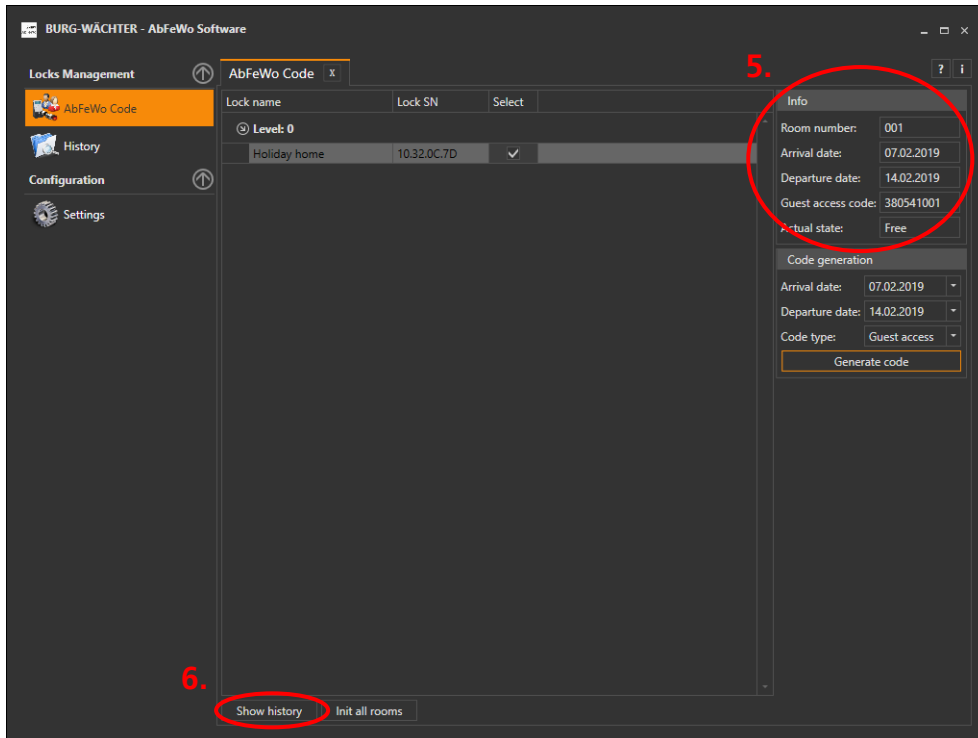 BURG-WÄCHTER - AbFeWo Software
Locks Management
AbFeWo Code
History
Configuration
Settings
AbFeWo Code x
Lock name Lock SN Select
Level: 0
Holiday home 10.32.0C.7D
5.
? i
Info
Room number: 001
Arrival date: 07.02.2019
Departure date: 14.02.2019
Guest access code: 380541001
Actual state: Free
Code generation
Arrival date: 07.02.2019
Departure date: 14.02.2019
Code type: Guest access
Generate code
6.
Show history Init all rooms